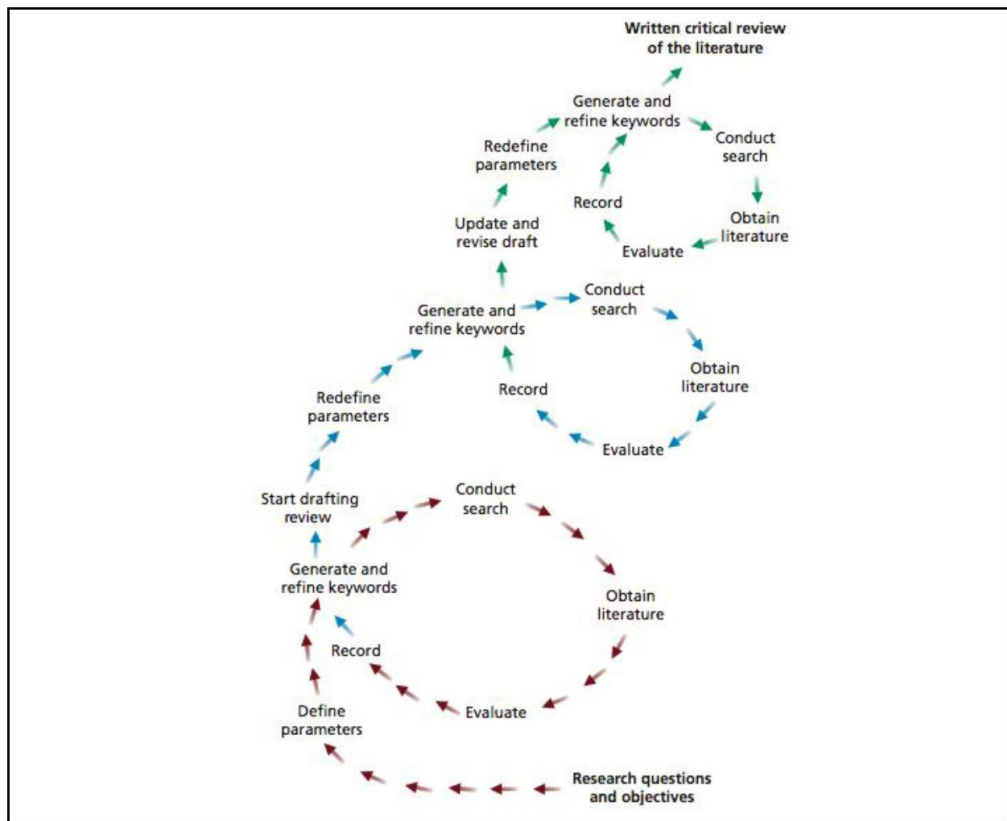 Written critical review
of the literature
Generate and
refine keywords
Conduct
search
Redefine
parameters
Record
Obtain
literature
Update and
revise draft
Evaluate
Conduct
search
Generate and
refine keywords
Obtain
literature
Record
Redefine
parameters
Evaluate
Conduct
search
Start drafting
review
Generate and
refine keywords
Obtain
literature
Record
Evaluate
Define
parameters
Research questions
and objectives